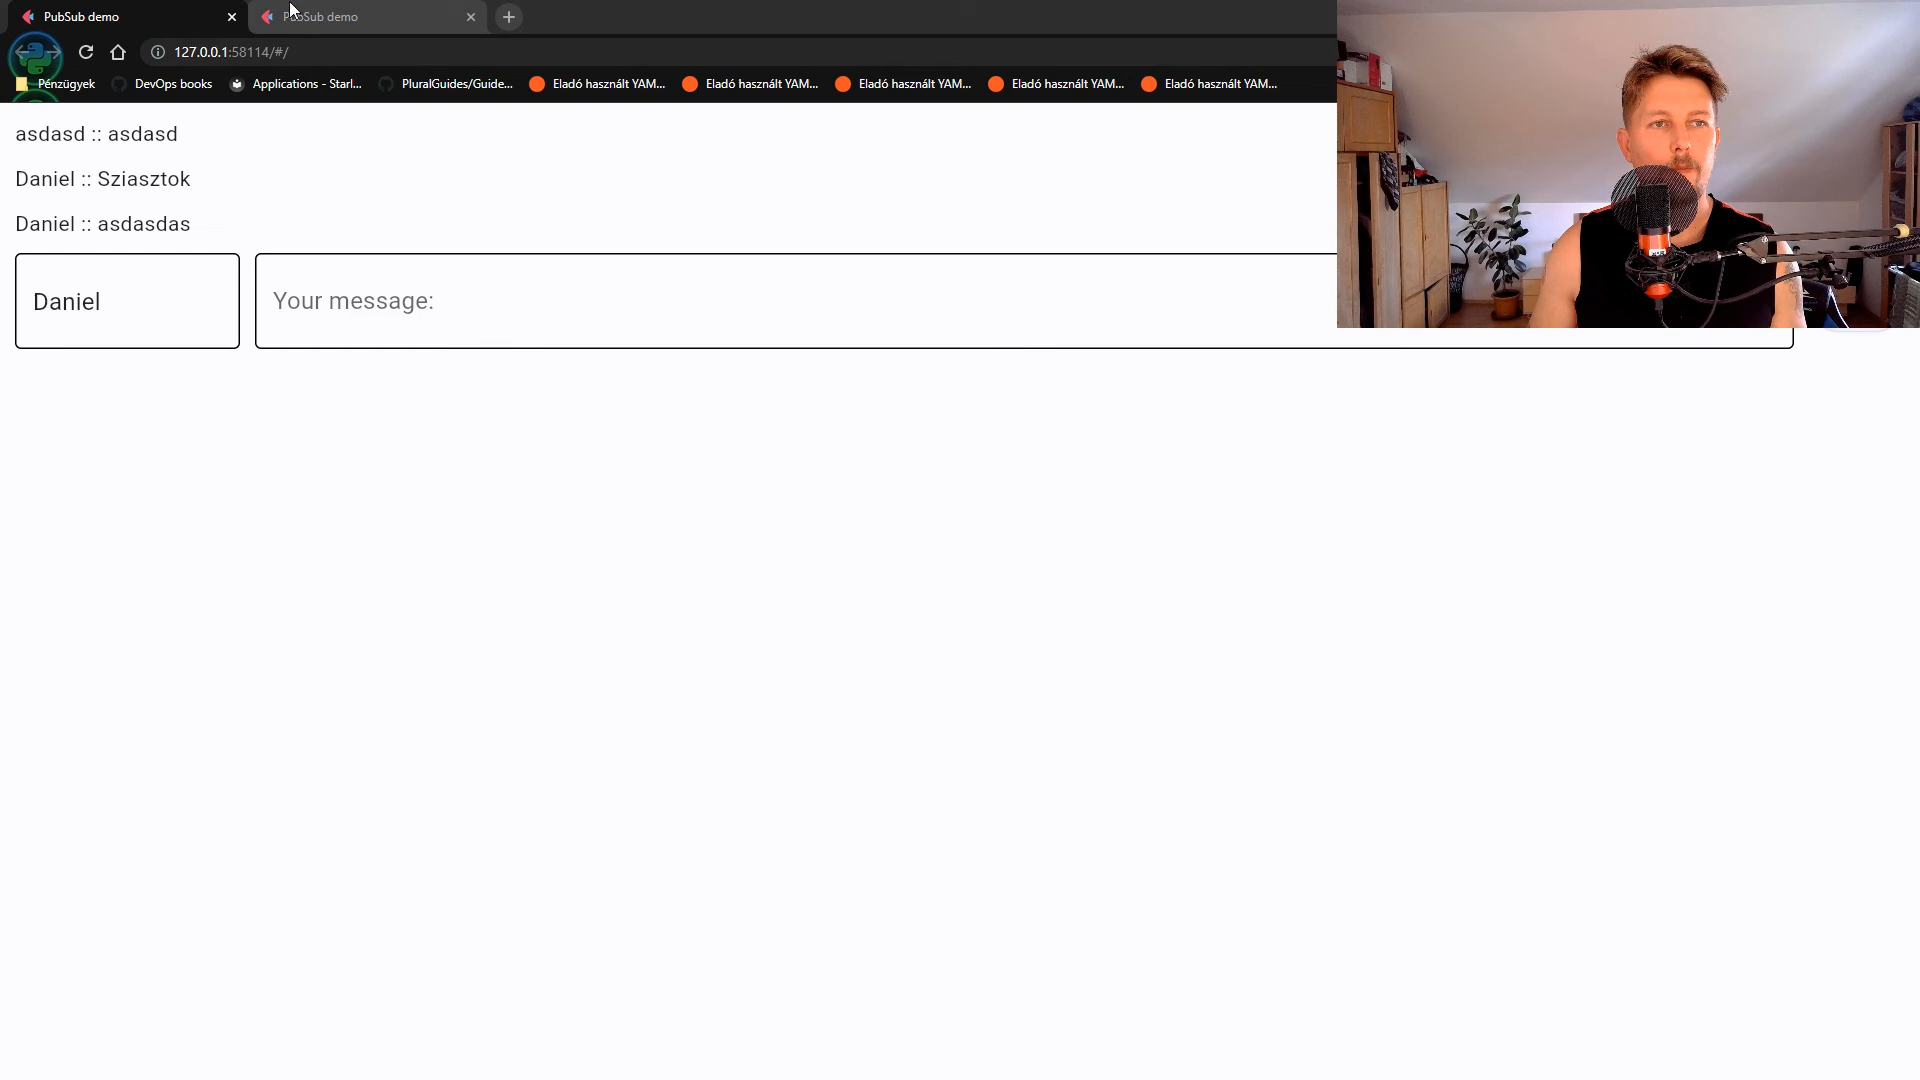 PubSub demo
PubSub demo
127.0.0.1:58114/#/
Pénzügyek
DevOps books
Applications - Starl...
PluralGuides/Guide...
Eladó használt YAM...
Eladó használt YAM...
Eladó használt YAM...
Eladó használt YAM...
Eladó használt YAM...
asdasd :: asdasd
Daniel :: Sziasztok
Daniel :: asdasdas
Daniel
Your message: